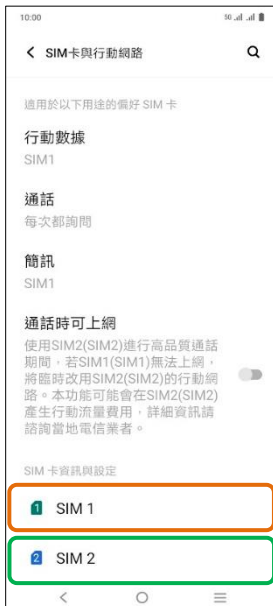 10:00
5G
SIM卡與行動網路
適用於以下用途的偏好 SIM 卡
行動數據
SIM1
通話
每次都詢問
簡訊
SIM1
通話時可上網
使用SIM2(SIM2)進行高品質通話
期間，若SIM1(SIM1)無法上網，
將臨時改用SIM2(SIM2)的行動網
路。本功能可能會在SIM2(SIM2)
產生行動流量費用，詳細資訊請
諮詢當地電信業者。
SIM 卡資訊與設定
1 SIM 1
2 SIM 2